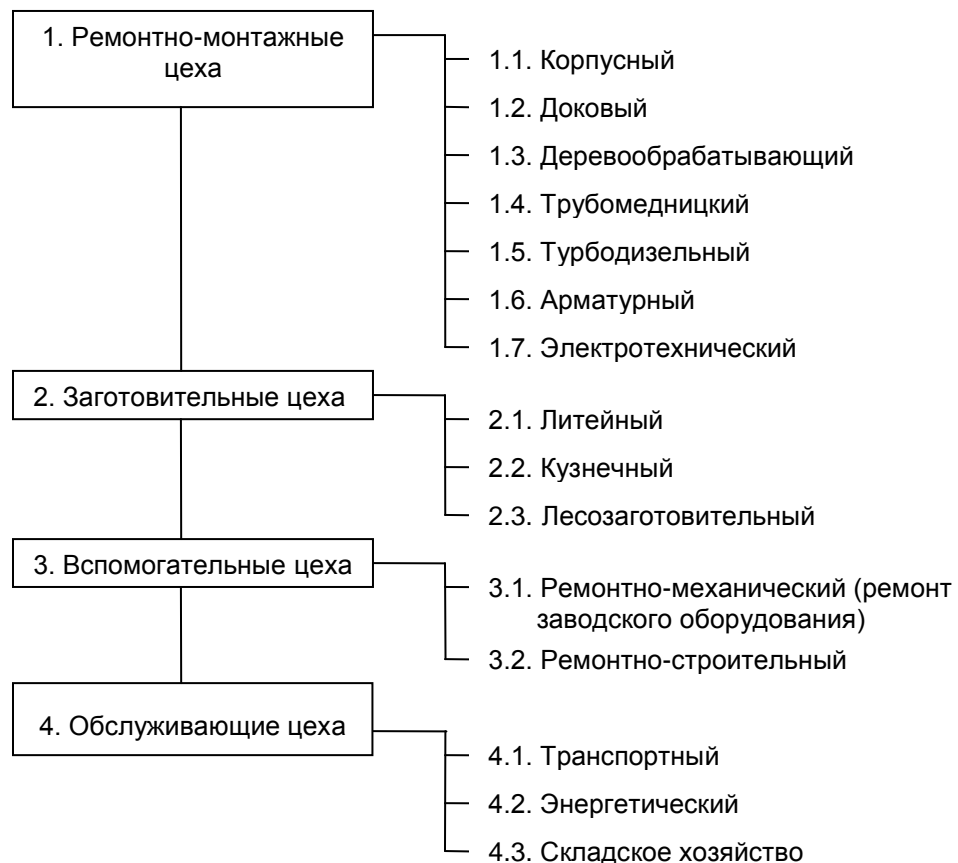 1. Ремонтно-монтажные
цеха
1.1. Корпусный
1.2. Доковый
1.3. Деревообрабатывающий
1.4. Трубомедницкий
1.5. Турбодизельный
1.6. Арматурный
1.7. Электротехнический
2. Заготовительные цеха
2.1. Литейный
2.2. Кузнечный
2.3. Лесозаготовительный
3. Вспомогательные цеха
3.1. Ремонтно-механический (ремонт
заводского оборудования)
3.2. Ремонтно-строительный
4. Обслуживающие цеха
4.1. Транспортный
4.2. Энергетический
4.3. Складское хозяйство